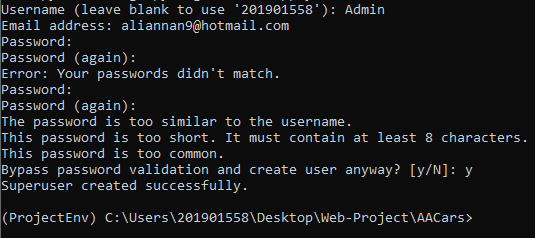 Username (leave blank to use '201901558'): Admin
Email address: aliannan9@hotmail.com
Password:
Password (again):
Error: Your passwords didn't match.
Password:
Password (again):
The password is too similar to the username.
This password is too short. It must contain at least 8 characters.
This password is too common.
Bypass password validation and create user anyway? [y/N]: y
Superuser created successfully.
(ProjectEnv) C:\Users\201901558\Desktop\Web-Project\AACars>